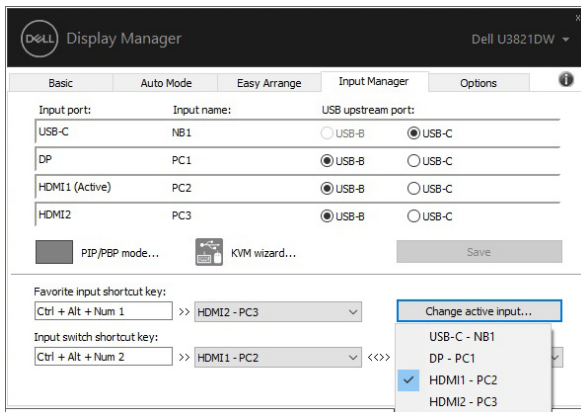 DELL Display Manager Dell U3821DW
Basic Auto Mode Easy Arrange Input Manager Options
Input port: Input name: USB upstream port:
USB-C NB1 USB-B USB-C
DP PC1 USB-B USB-C
HDMI1 (Active) PC2 USB-B USB-C
HDMI2 PC3 USB-B USB-C
PIP/PBP mode... KVM wizard... Save
Favorite input shortcut key:
Ctrl + Alt + Num 1 >> HDMI2 - PC3 Change active input...
Input switch shortcut key:
Ctrl + Alt + Num 2 >> HDMI1 - PC2 <<>>
USB-C - NB1
DP - PC1
HDMI1 - PC2
HDMI2 - PC3